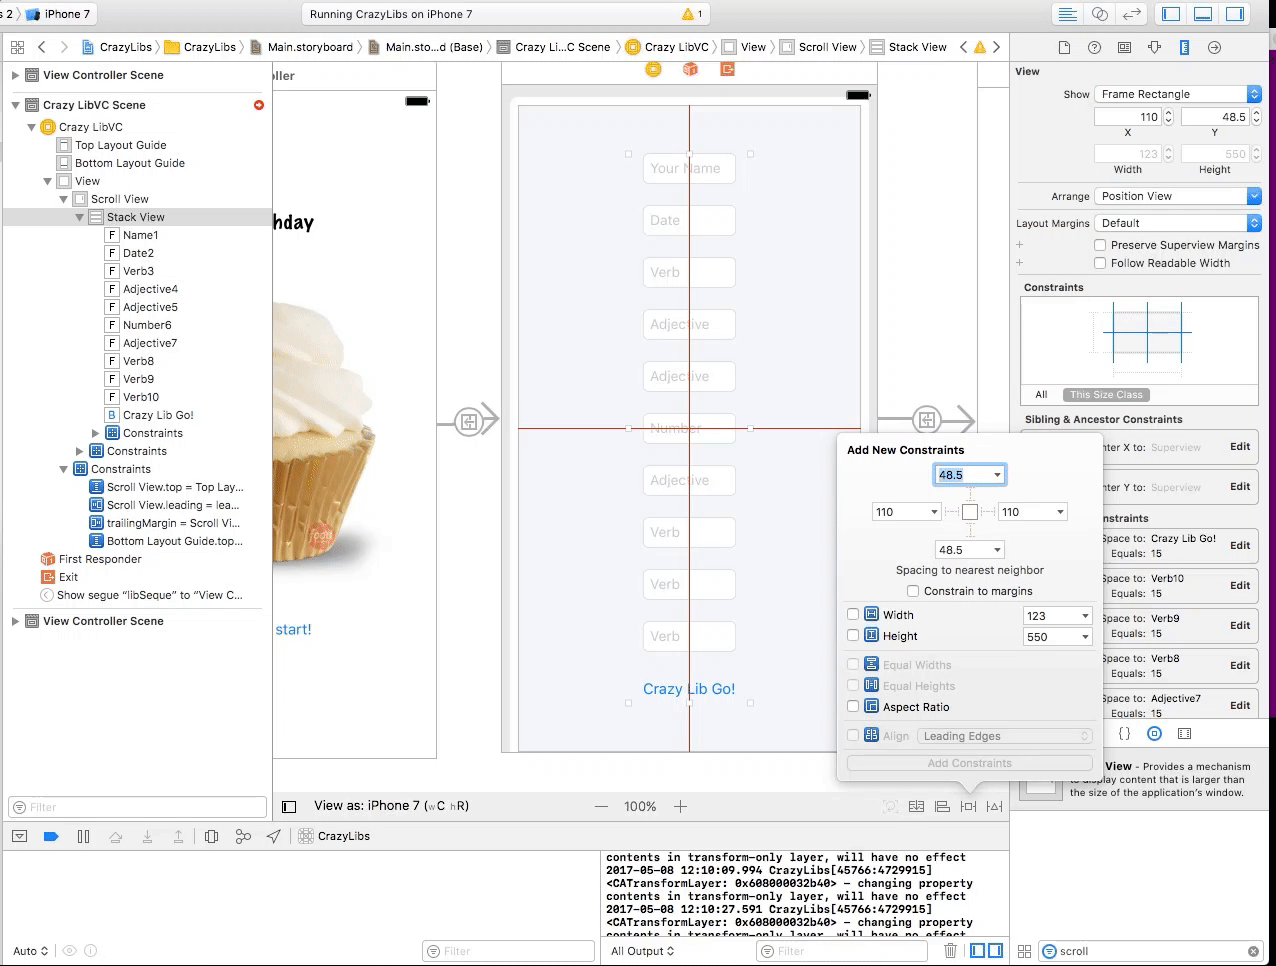 s 2 〉 iPhone 7
Running CrazyLibs on iPhone 7
1
CrazyLibs
CrazyLibs
Main.storyboard
Main.sto...d (Base)
Crazy Li...C Scene
Crazy LibVC
View
Scroll View
Stack View
View Controller Scene
Crazy LibVC Scene
Crazy LibVC
Top Layout Guide
Bottom Layout Guide
View
Scroll View
Stack View
F Name1
F Date2
F Verb3
F Adjective4
F Adjective5
F Number6
F Adjective7
F Verb8
F Verb9
F Verb10
B Crazy Lib Go!
Constraints
Constraints
Constraints
Scroll View.top = Top Lay...
Scroll View.leading = lea...
trailingMargin = Scroll Vi...
Bottom Layout Guide.top...
First Responder
Exit
Show segue “libSeque” to “View C...
View Controller Scene
Filter
ller
hday
start!
Your Name
Date
Verb
Adjective
Adjective
Number
Adjective
Verb
Verb
Verb
Crazy Lib Go!
Add New Constraints
48.5
110
110
48.5
Spacing to nearest neighbor
Constrain to margins
Width
123
Height
550
Equal Widths
Equal Heights
Aspect Ratio
Align
Leading Edges
Add Constraints
View
Show
Frame Rectangle
110
48.5
X
Y
123
550
Width
Height
Arrange
Position View
Layout Margins
Default
Preserve Superview Margins
Follow Readable Width
Constraints
All
This Size Class
Sibling & Ancestor Constraints
nter X to: Superview
Edit
nter Y to: Superview
Edit
nstraints
Space to: Crazy Lib Go!
Equals: 15
Edit
Space to: Verb10
Equals: 15
Edit
Space to: Verb9
Equals: 15
Edit
Space to: Verb8
Equals: 15
Edit
Space to: Adjective7
Equals: 15
Edit
{ }
View - Provides a mechanism
to display content that is larger than
the size of the application's window.
View as: iPhone 7 (wC hR)
— 100% +
CrazyLibs
contents in transform-only layer, will have no effect
2017-05-08 12:10:09.994 CrazyLibs[45766:4729915]
<CATransformLayer: 0x608000032b40> - changing property
contents in transform-only layer, will have no effect
2017-05-08 12:10:27.591 CrazyLibs[45766:4729915]
<CATransformLayer: 0x608000032b40> - changing property
contents in transform-only layer, will have no effect
Auto
Filter
All Output
Filter
scroll